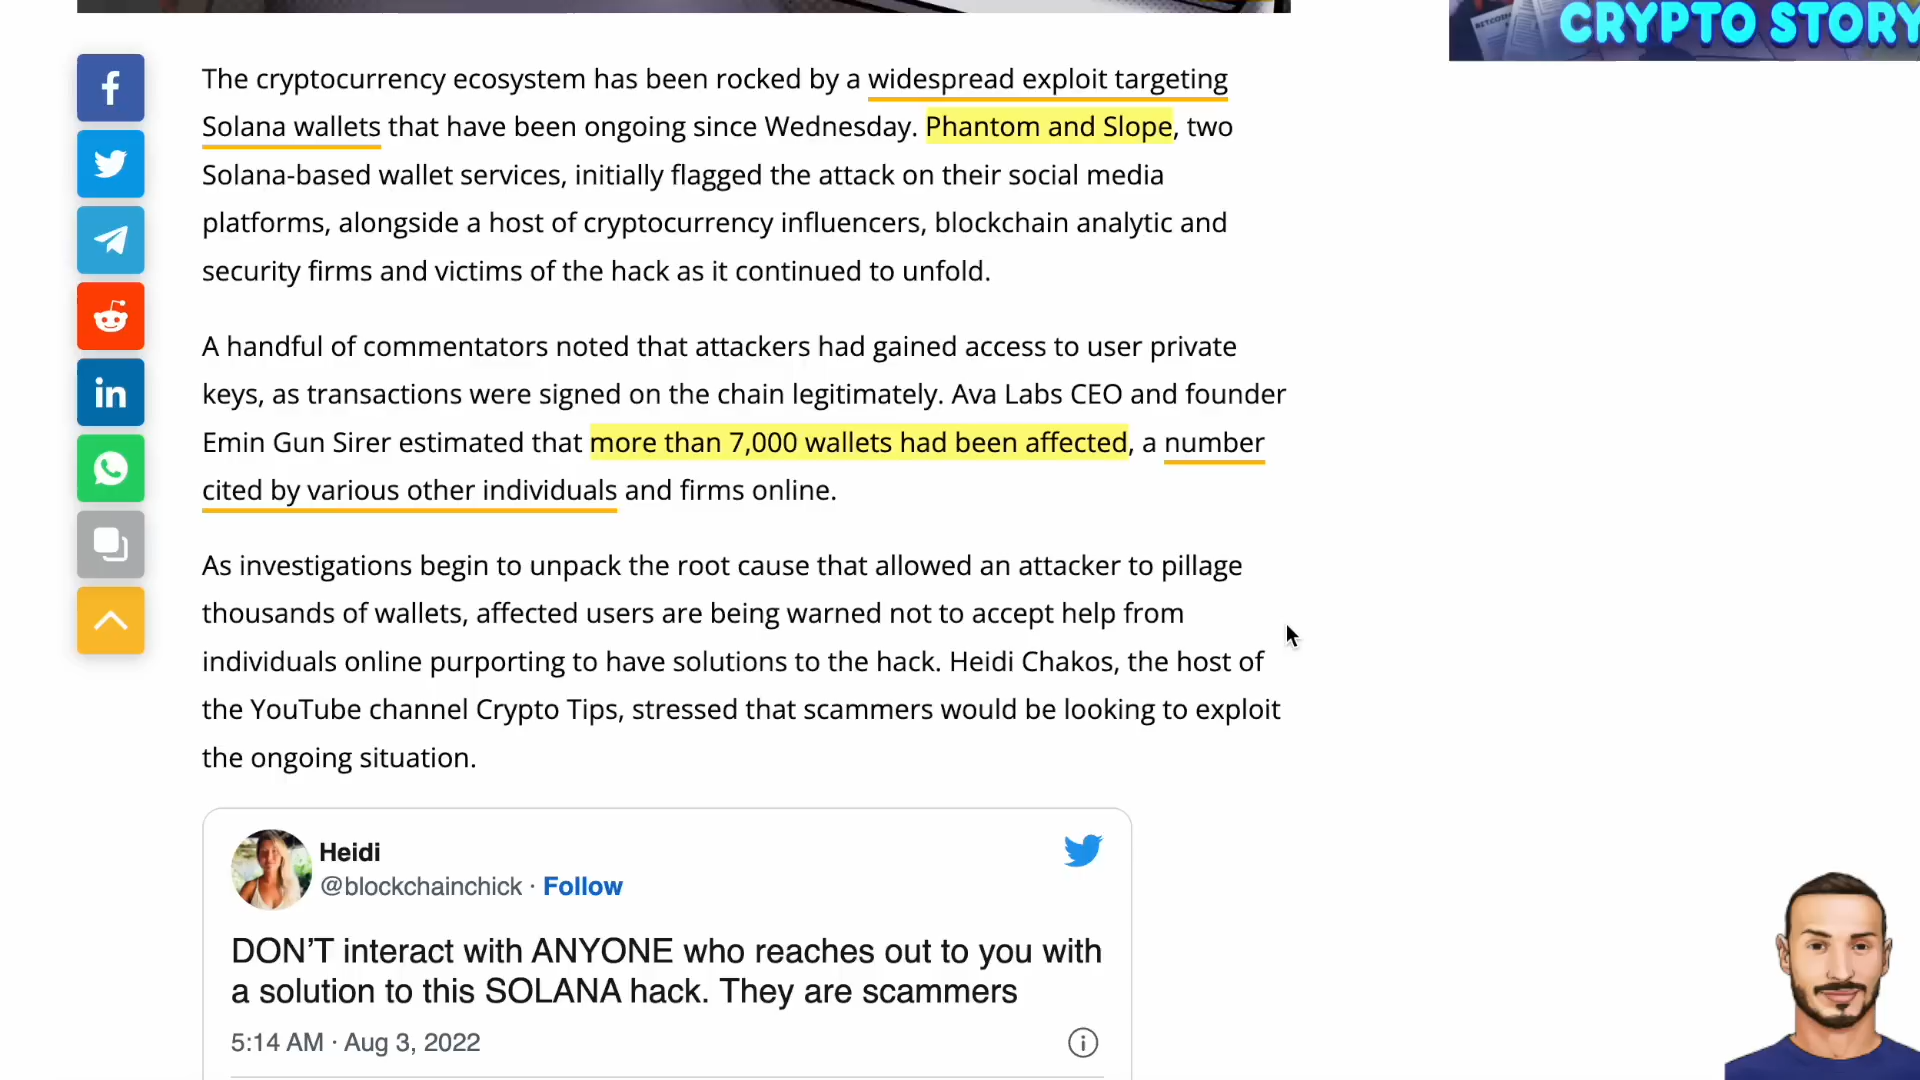 CRYPTO STORY
The cryptocurrency ecosystem has been rocked by a widespread exploit targeting
Solana wallets that have been ongoing since Wednesday. Phantom and Slope, two
Solana-based wallet services, initially flagged the attack on their social media
platforms, alongside a host of cryptocurrency influencers, blockchain analytic and
security firms and victims of the hack as it continued to unfold.
A handful of commentators noted that attackers had gained access to user private
keys, as transactions were signed on the chain legitimately. Ava Labs CEO and founder
Emin Gun Sirer estimated that more than 7,000 wallets had been affected, a number
cited by various other individuals and firms online.
As investigations begin to unpack the root cause that allowed an attacker to pillage
thousands of wallets, affected users are being warned not to accept help from
individuals online purporting to have solutions to the hack. Heidi Chakos, the host of
the YouTube channel Crypto Tips, stressed that scammers would be looking to exploit
the ongoing situation.
Heidi
@blockchainchick · Follow
DON’T interact with ANYONE who reaches out to you with
a solution to this SOLANA hack. They are scammers
5:14 AM · Aug 3, 2022